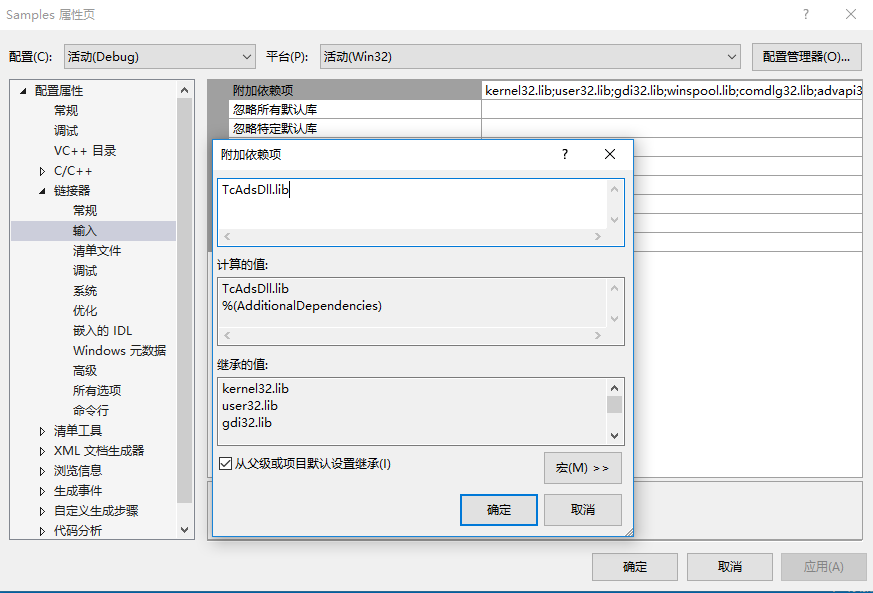 Samples 属性页
配置(C): 活动(Debug) 平台(P): 活动(Win32) 配置管理器(O)...
配置属性
常规
调试
VC++ 目录
C/C++
链接器
常规
输入
清单文件
调试
系统
优化
嵌入的 IDL
Windows 元数据
高级
所有选项
命令行
清单工具
XML 文档生成器
浏览信息
生成事件
自定义生成步骤
代码分析
附加依赖项 kernel32.lib;user32.lib;gdi32.lib;winspool.lib;comdlg32.lib;advapi3
忽略所有默认库
忽略特定默认库
附加依赖项
TcAdsDll.lib
计算的值:
TcAdsDll.lib
%(AdditionalDependencies)
继承的值:
kernel32.lib
user32.lib
gdi32.lib
从父级或项目默认设置继承(I)
宏(M) >>
确定 取消
确定 取消 应用(A)